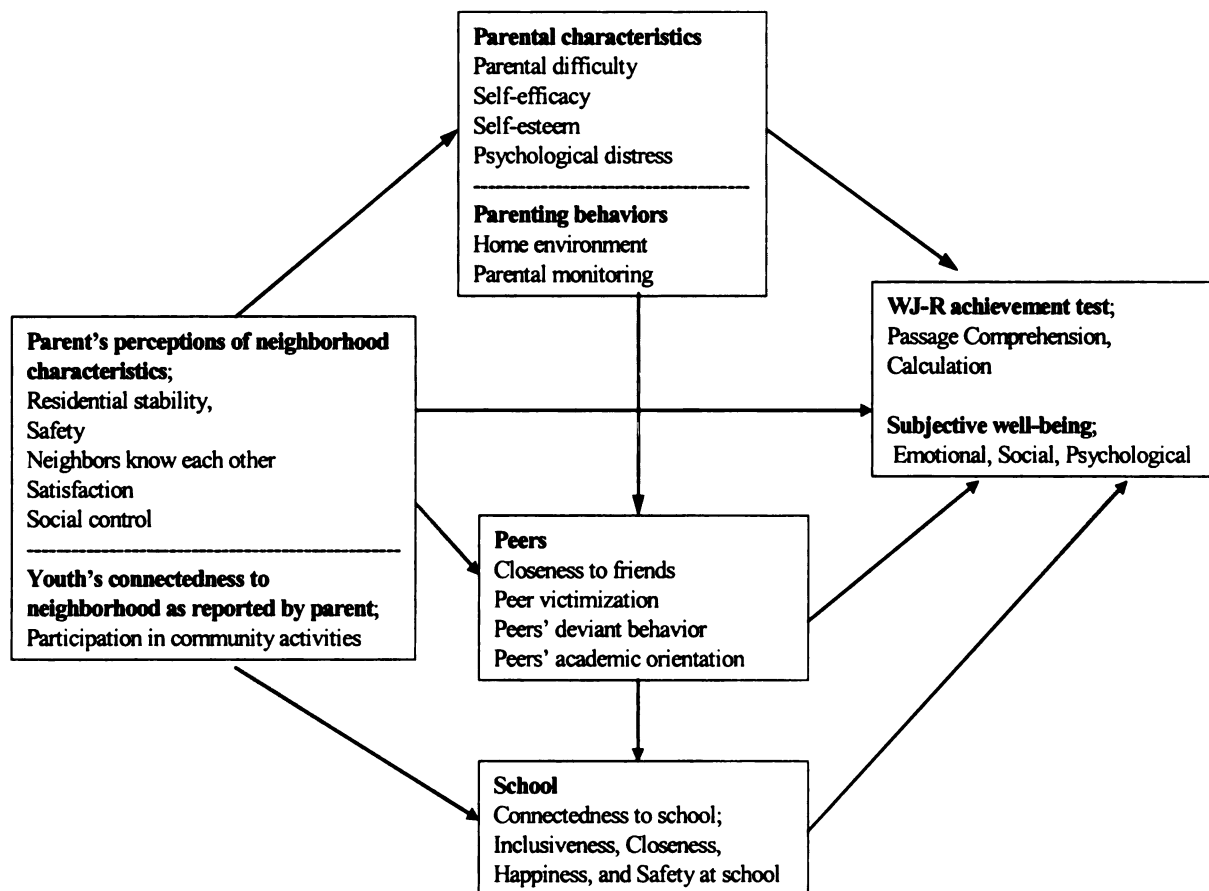 Parental characteristics
Parental difficulty
Self-efficacy
Self-esteem
Psychological distress
Parenting behaviors
Home environment
Parental monitoring
Parent's perceptions of neighborhood
characteristics;
Residential stability,
Safety
Neighbors know each other
Satisfaction
Social control
Youth's connectedness to
neighborhood as reported by parent;
Participation in community activities
WJ-R achievement test;
Passage Comprehension,
Calculation
Subjective well-being;
Emotional, Social, Psychological
Peers
Closeness to friends
Peer victimization
Peers' deviant behavior
Peers' academic orientation
School
Connectedness to school;
Inclusiveness, Closeness,
Happiness, and Safety at school